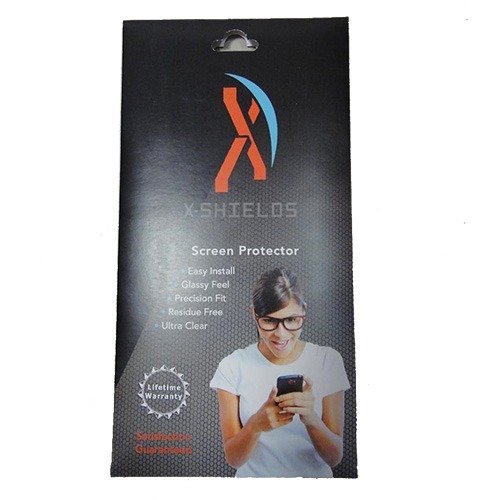 X-SHIELDS
Screen Protector
• Easy Install
Glassy Feel
• Precision Fit
• Residue Free
• Ultra Clear
Lifetime
Warranty
Satisfaction
Guaranteed